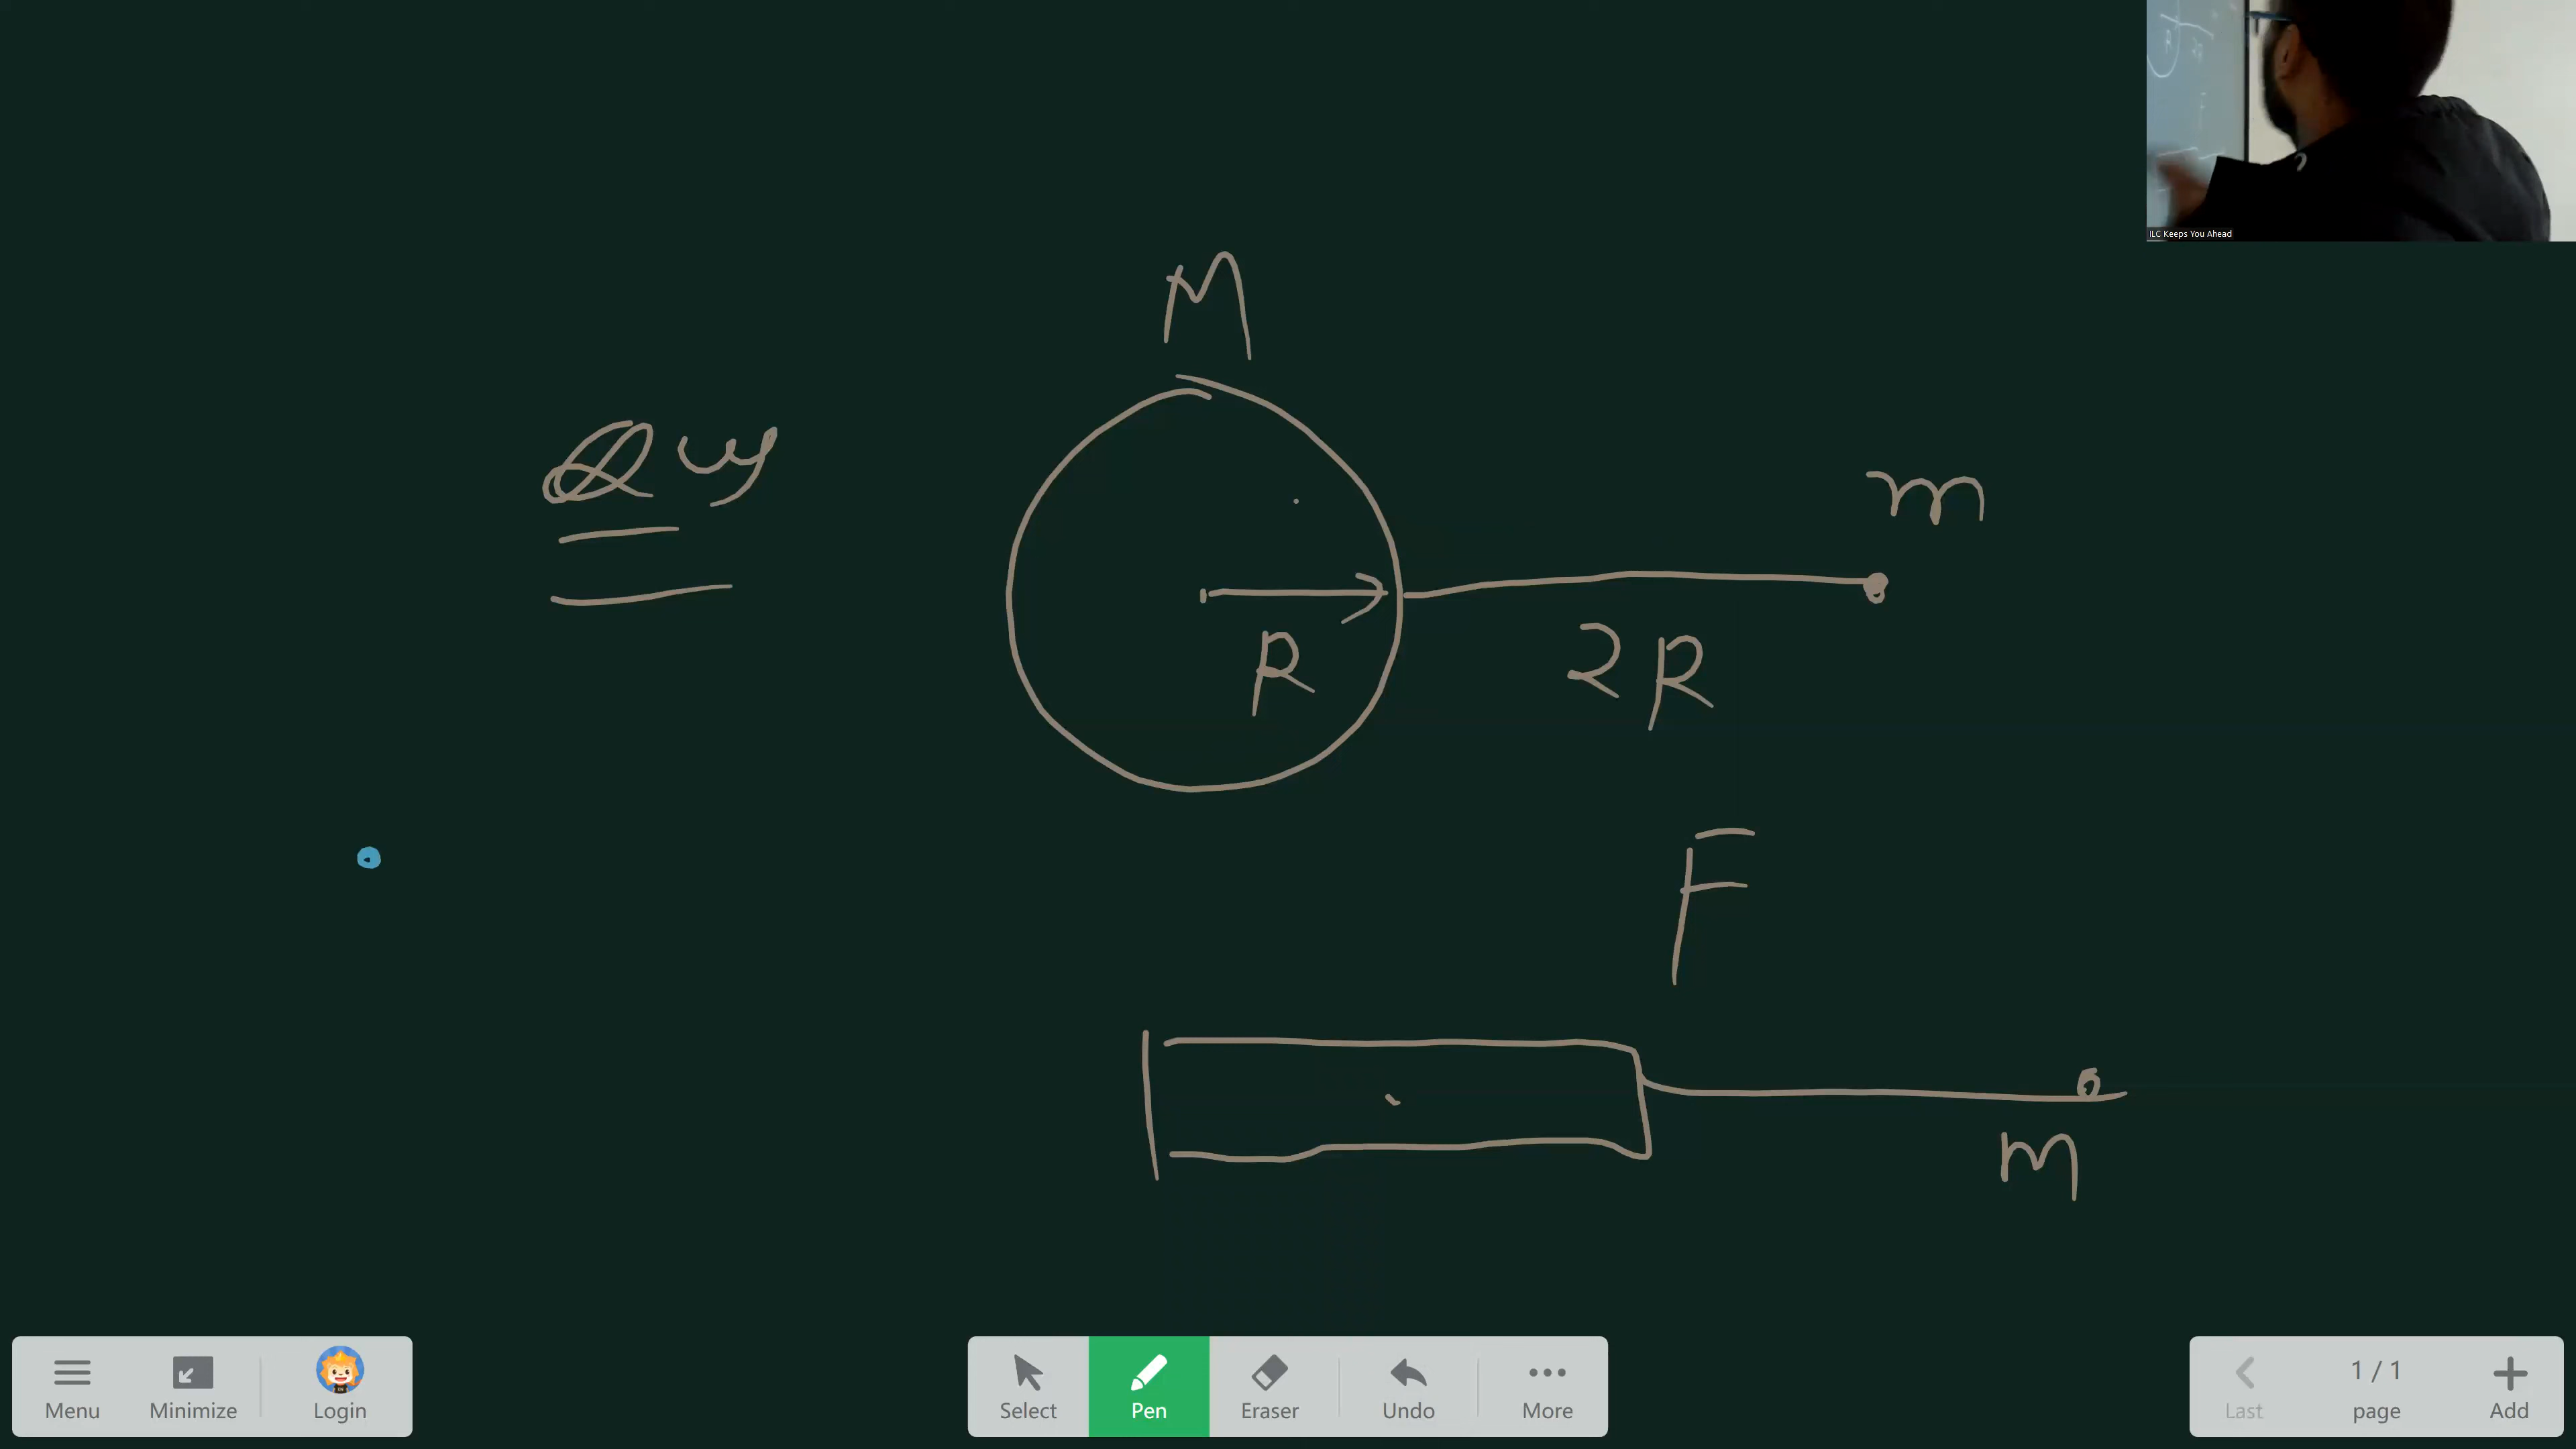 ILC Keeps You Ahead
M
m
R
2R
F
m
Menu
Minimize
Login
Select
Pen
Eraser
Undo
More
Last
1 / 1
page
Add